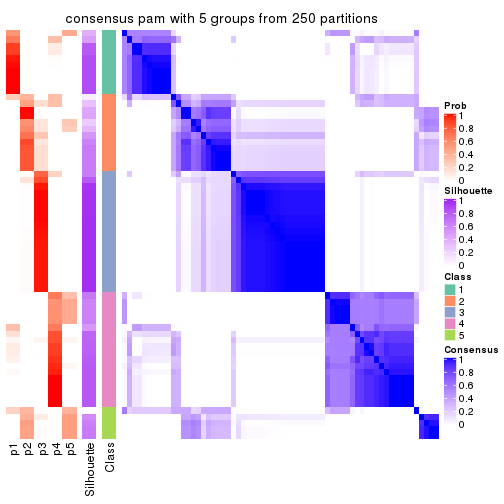 consensus pam with 5 groups from 250 partitions
Prob
1
0.8
0.6
0.4
0.2
0
Silhouette
1
0.8
0.6
0.4
0.2
0
Class
1
2
3
4
5
Consensus
1
0.8
0.6
0.4
0.2
0
p1
p2
p3
p4
p5
Silhouette
Class